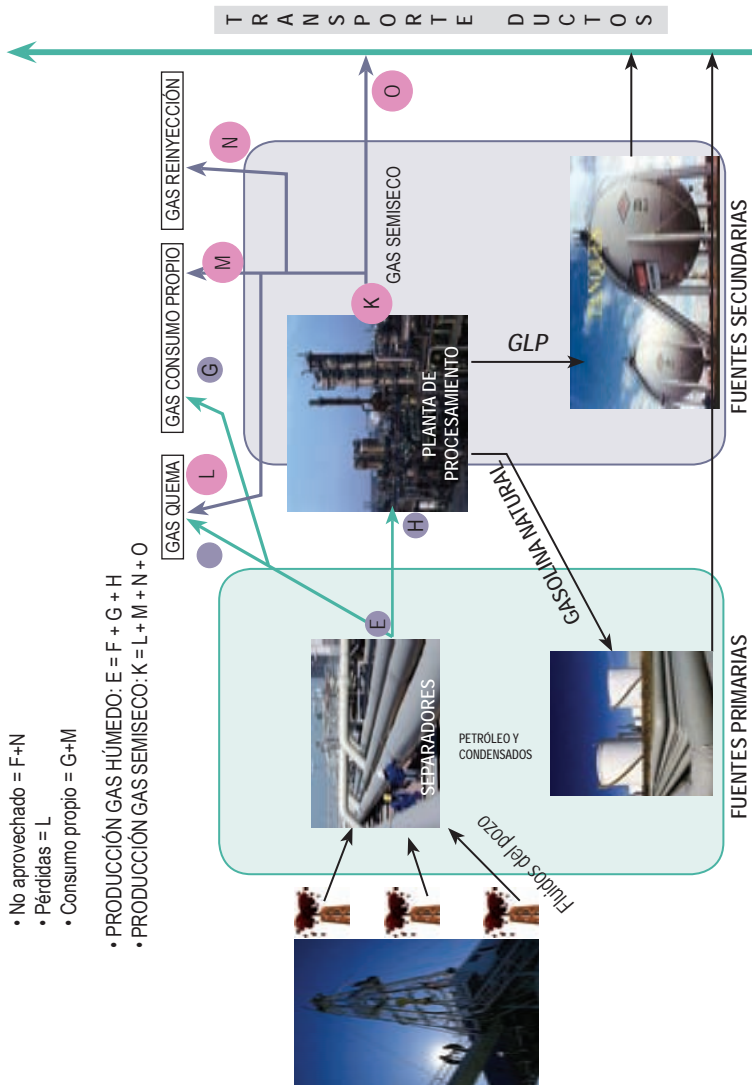 • No aprovechado = F+N
• Pérdidas = L
• Consumo propio = G+M
• PRODUCCIÓN GAS HÚMEDO: E = F + G + H
• PRODUCCIÓN GAS SEMISECO: K = L + M + N + O
GAS QUEMA
GAS CONSUMO PROPIO
GAS REINYECCIÓN
L
G
M
N
E
H
K
O
GAS SEMISECO
SEPARADORES
PLANTA DE
PROCESAMIENTO
PETRÓLEO Y
CONDENSADOS
Fluidos del pozo
GASOLINA NATURAL
GLP
FUENTES PRIMARIAS
FUENTES SECUNDARIAS
TRANSPORTE DUCTOS